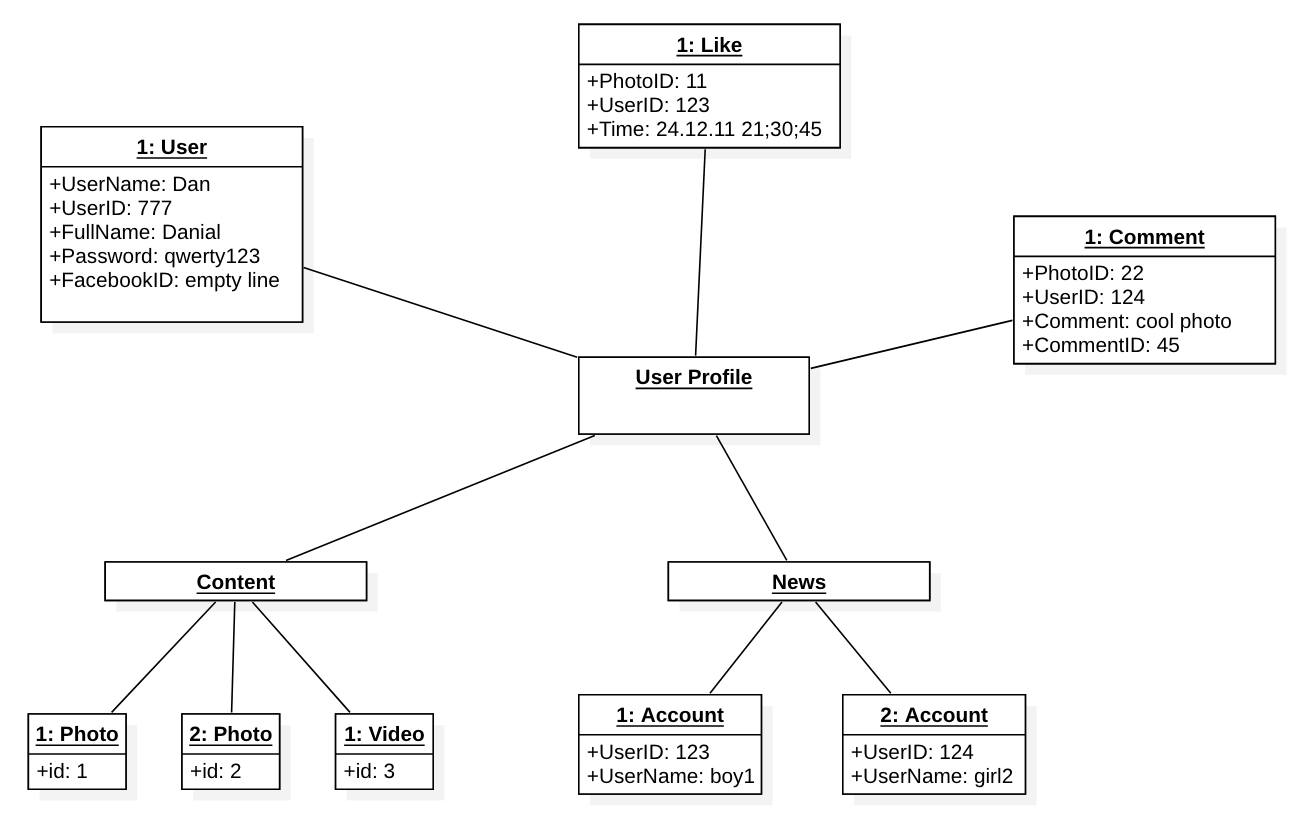 1: Like
+PhotoID: 11
+UserID: 123
+Time: 24.12.11 21;30;45
1: User
+UserName: Dan
+UserID: 777
+FullName: Danial
+Password: qwerty123
+FacebookID: empty line
1: Comment
+PhotoID: 22
+UserID: 124
+Comment: cool photo
+CommentID: 45
User Profile
Content
News
1: Photo
+id: 1
2: Photo
+id: 2
1: Video
+id: 3
1: Account
+UserID: 123
+UserName: boy1
2: Account
+UserID: 124
+UserName: girl2